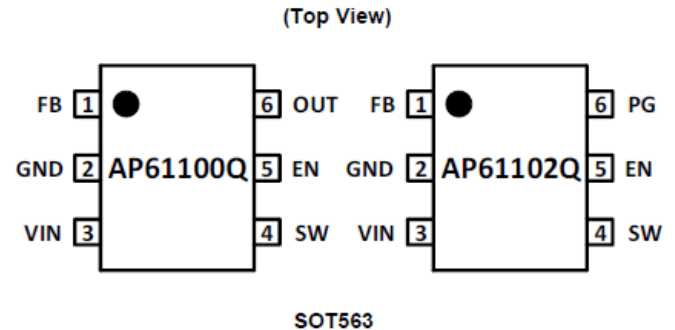 (Top View)
FB 1 6 OUT FB 1 6 PG
GND 2 AP61100Q 5 EN GND 2 AP61102Q 5 EN
VIN 3 4 SW VIN 3 4 SW
SOT563